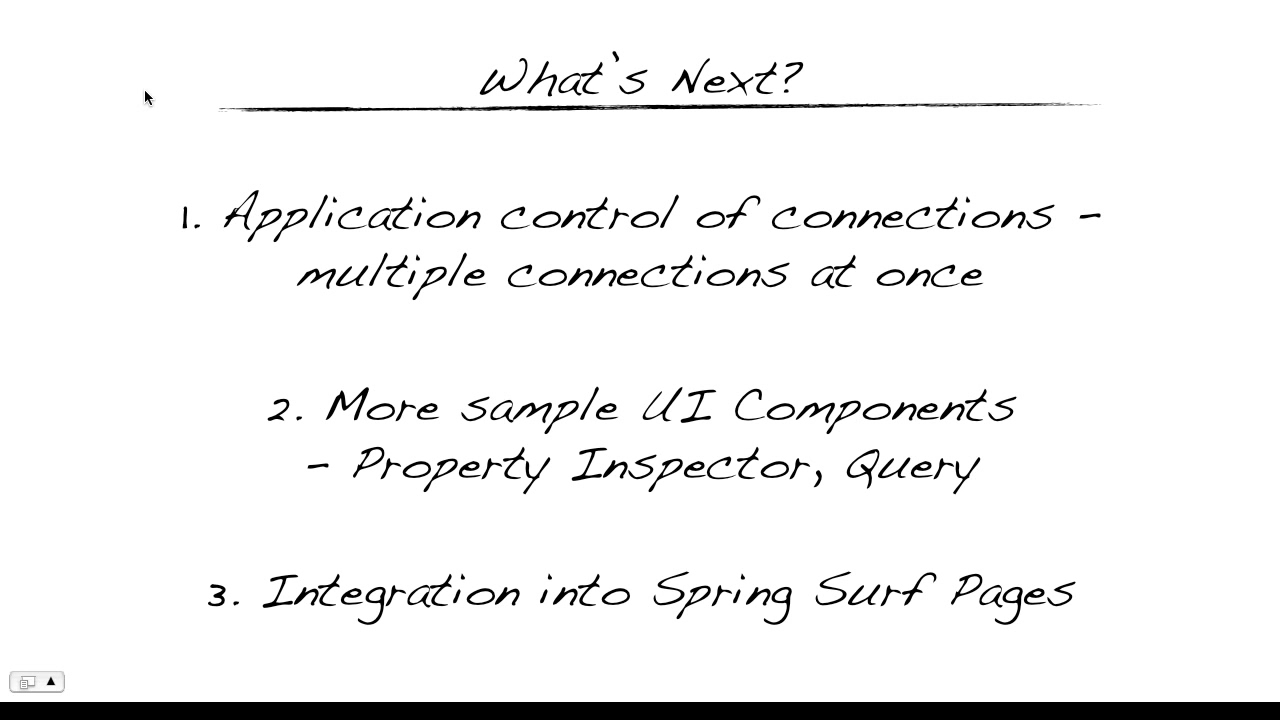 What's Next?
1. Application control of connections -
multiple connections at once
2. More sample UI Components
- Property Inspector, Query
3. Integration into Spring Surf Pages